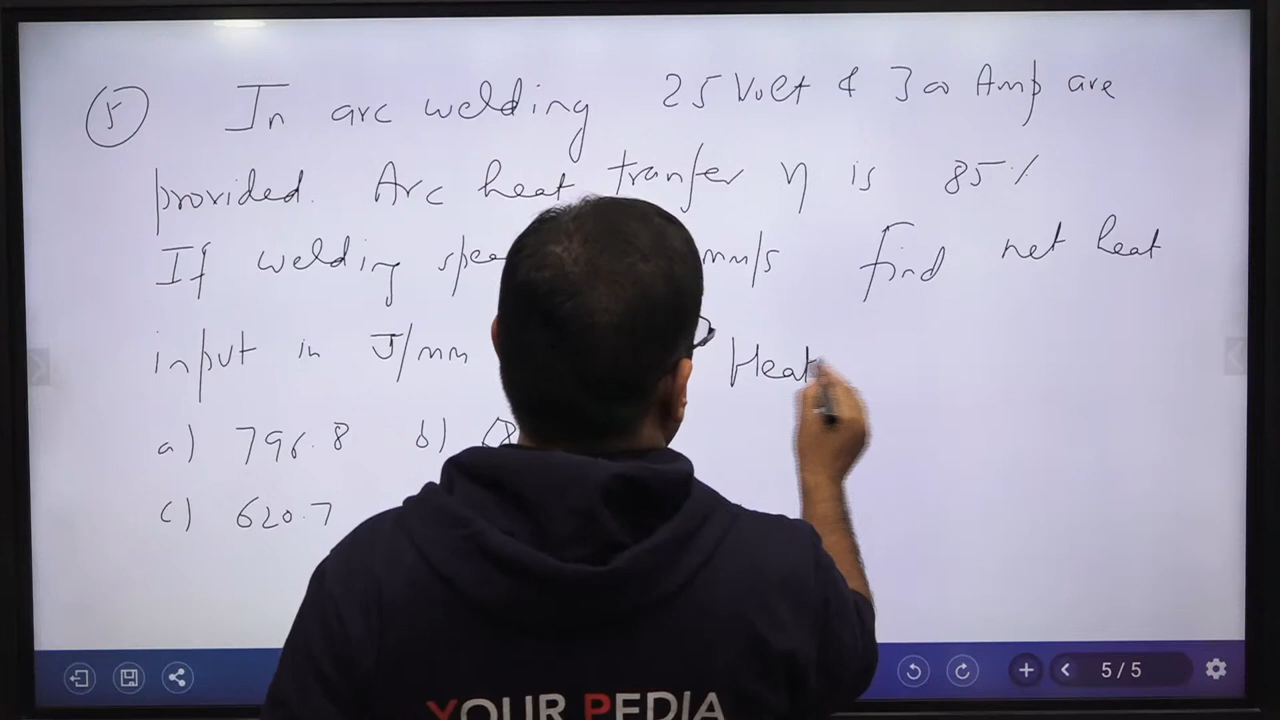 5 In arc welding 25 Volt & 300 Amp are
provided. Arc heat tranfer η is 85%
If welding mm/s find net heat
input in J/mm Heat
a) 796.8 b)
c) 620.7
5/5
YOUR PEDIA